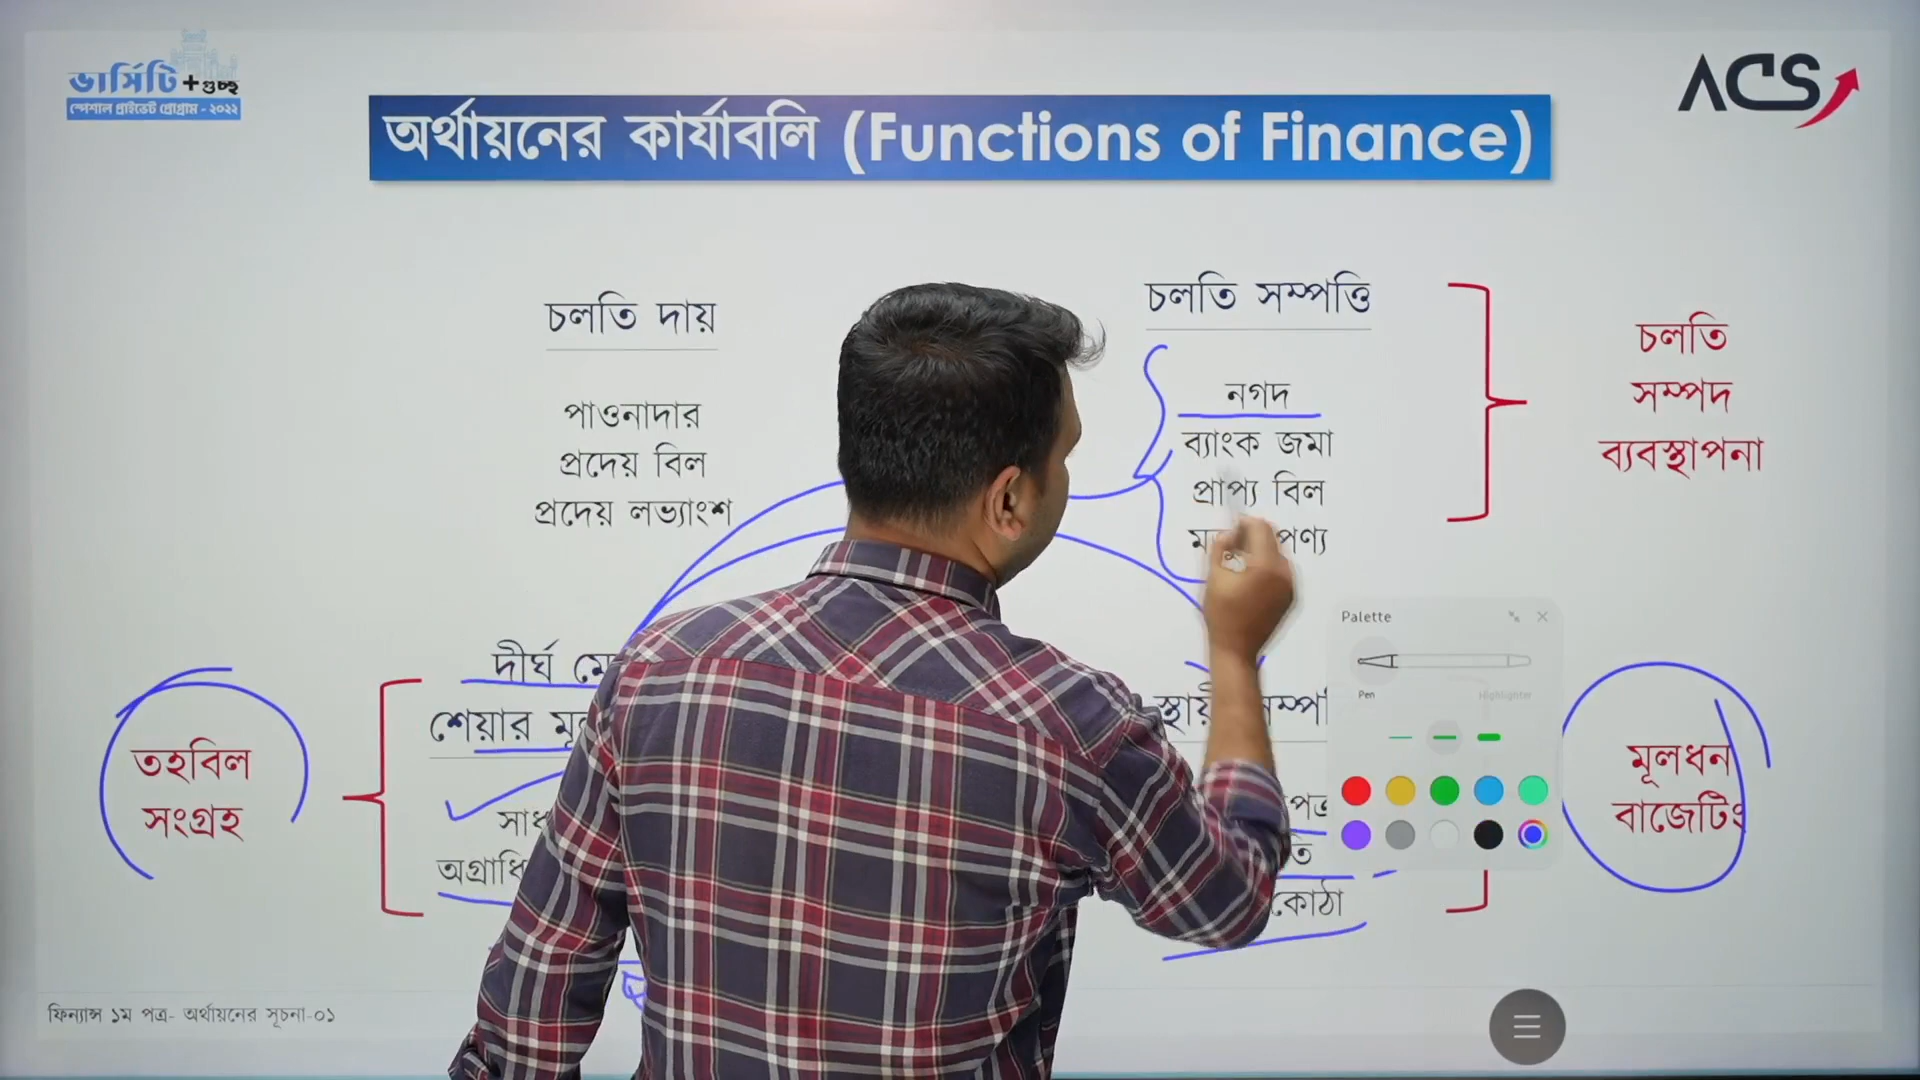 ভার্সিটি+গুচ্ছ
স্পেশাল প্রাইভেট প্রোগ্রাম - ২০২২
ACS
অর্থায়নের কার্যাবলি (Functions of Finance)
চলতি দায়
পাওনাদার
প্রদেয় বিল
প্রদেয় লভ্যাংশ
চলতি সম্পত্তি
নগদ
ব্যাংক জমা
প্রাপ্য বিল
পণ্য
চলতি
সম্পদ
ব্যবস্থাপনা
তহবিল
সংগ্রহ
দীর্ঘ
শেয়ার
স্থায়ী
Palette
Pen
Highlighter
মূলধন
বাজেটিং
ফিন্যান্স ১ম পত্র- অর্থায়নের সূচনা-০১